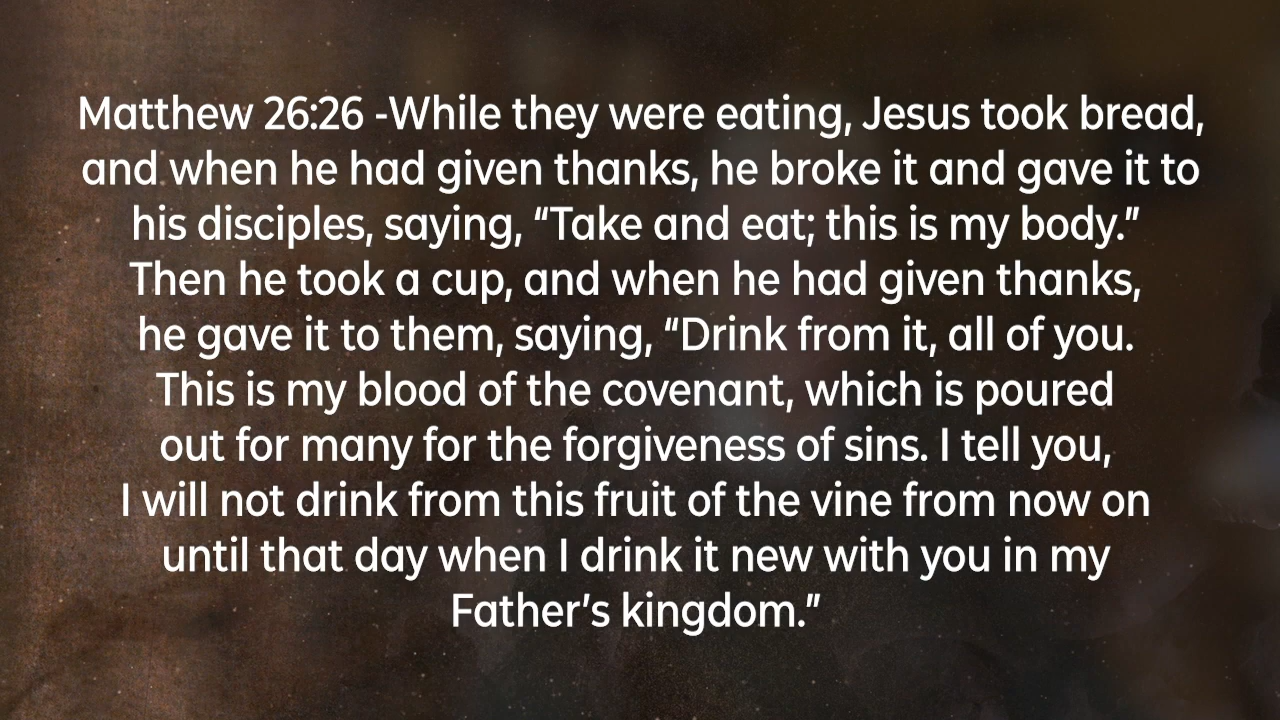 Matthew 26:26 -While they were eating, Jesus took bread,
and when he had given thanks, he broke it and gave it to
his disciples, saying, “Take and eat; this is my body.”
Then he took a cup, and when he had given thanks,
he gave it to them, saying, “Drink from it, all of you.
This is my blood of the covenant, which is poured
out for many for the forgiveness of sins. I tell you,
I will not drink from this fruit of the vine from now on
until that day when I drink it new with you in my
Father’s kingdom.”